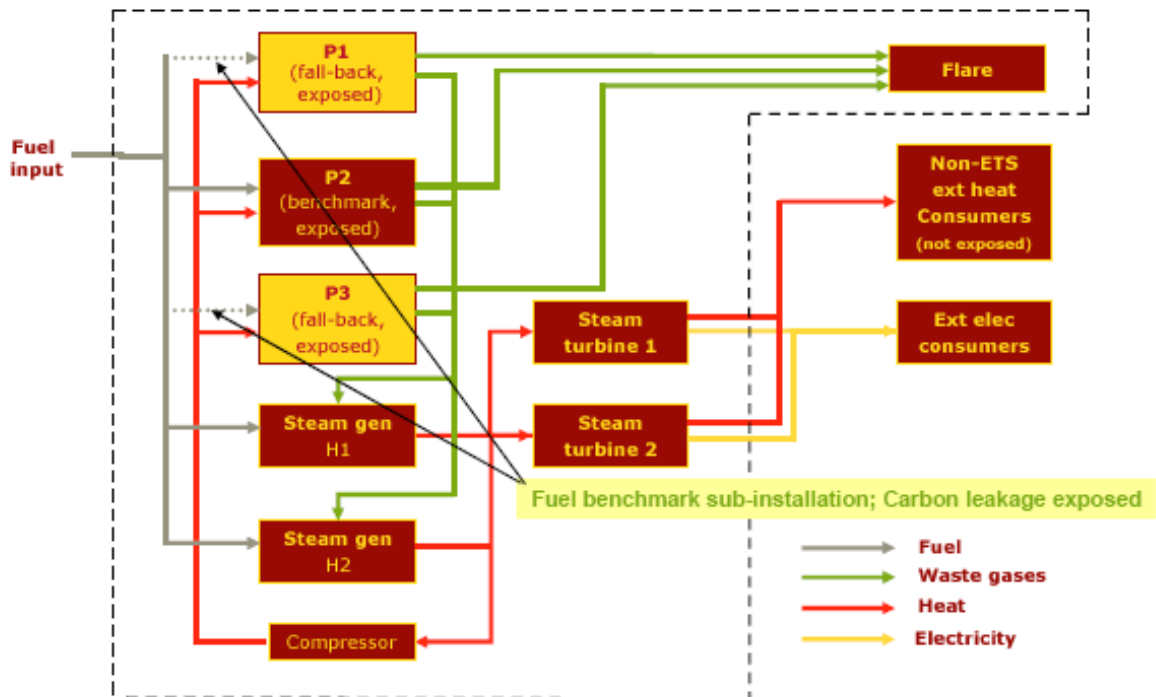 P1
(fall-back,
exposed)
Flare
Fuel
input
P2
(benchmark,
exposed)
Non-ETS
ext heat
Consumers
(not exposed)
P3
(fall-back,
exposed)
Steam
turbine 1
Ext elec
consumers
Steam gen
H1
Steam
turbine 2
Fuel benchmark sub-installation; Carbon leakage exposed
Steam gen
H2
Compressor
Fuel
Waste gases
Heat
Electricity